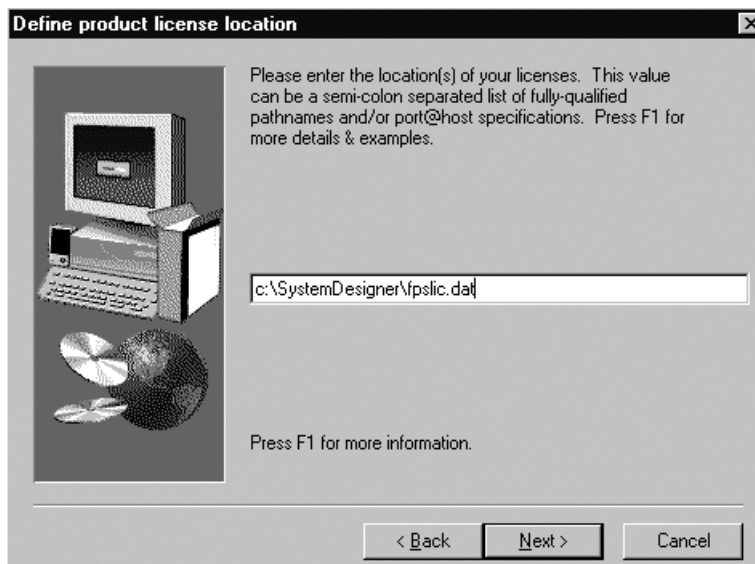 Define product license location
Please enter the location(s) of your licenses. This value
can be a semi-colon separated list of fully-qualified
pathnames and/or port@host specifications. Press F1 for
more details & examples.
c:\SystemDesigner\fpslic.dat
Press F1 for more information.
< Back
Next >
Cancel